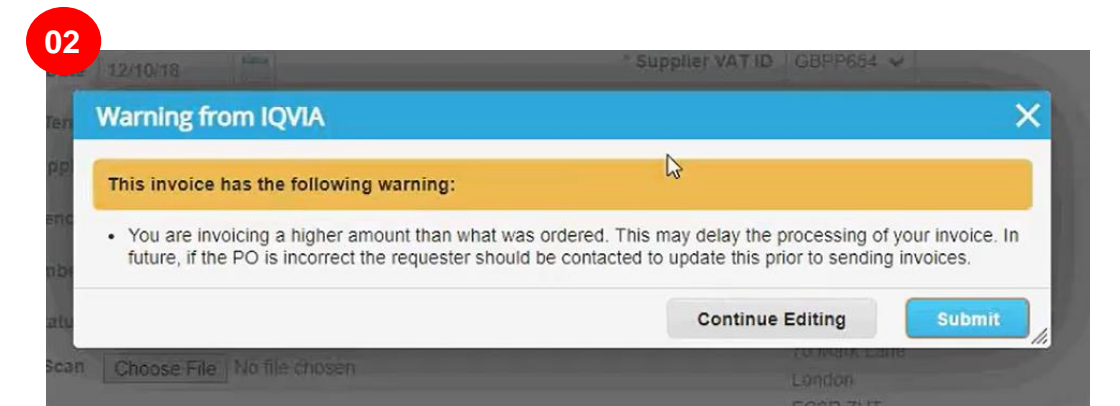 02
12/10/18
* Supplier VAT ID GBPP654
Warning from IQVIA
This invoice has the following warning:
• You are invoicing a higher amount than what was ordered. This may delay the processing of your invoice. In
future, if the PO is incorrect the requester should be contacted to update this prior to sending invoices.
Continue Editing
Submit
Scan Choose File No file chosen
London